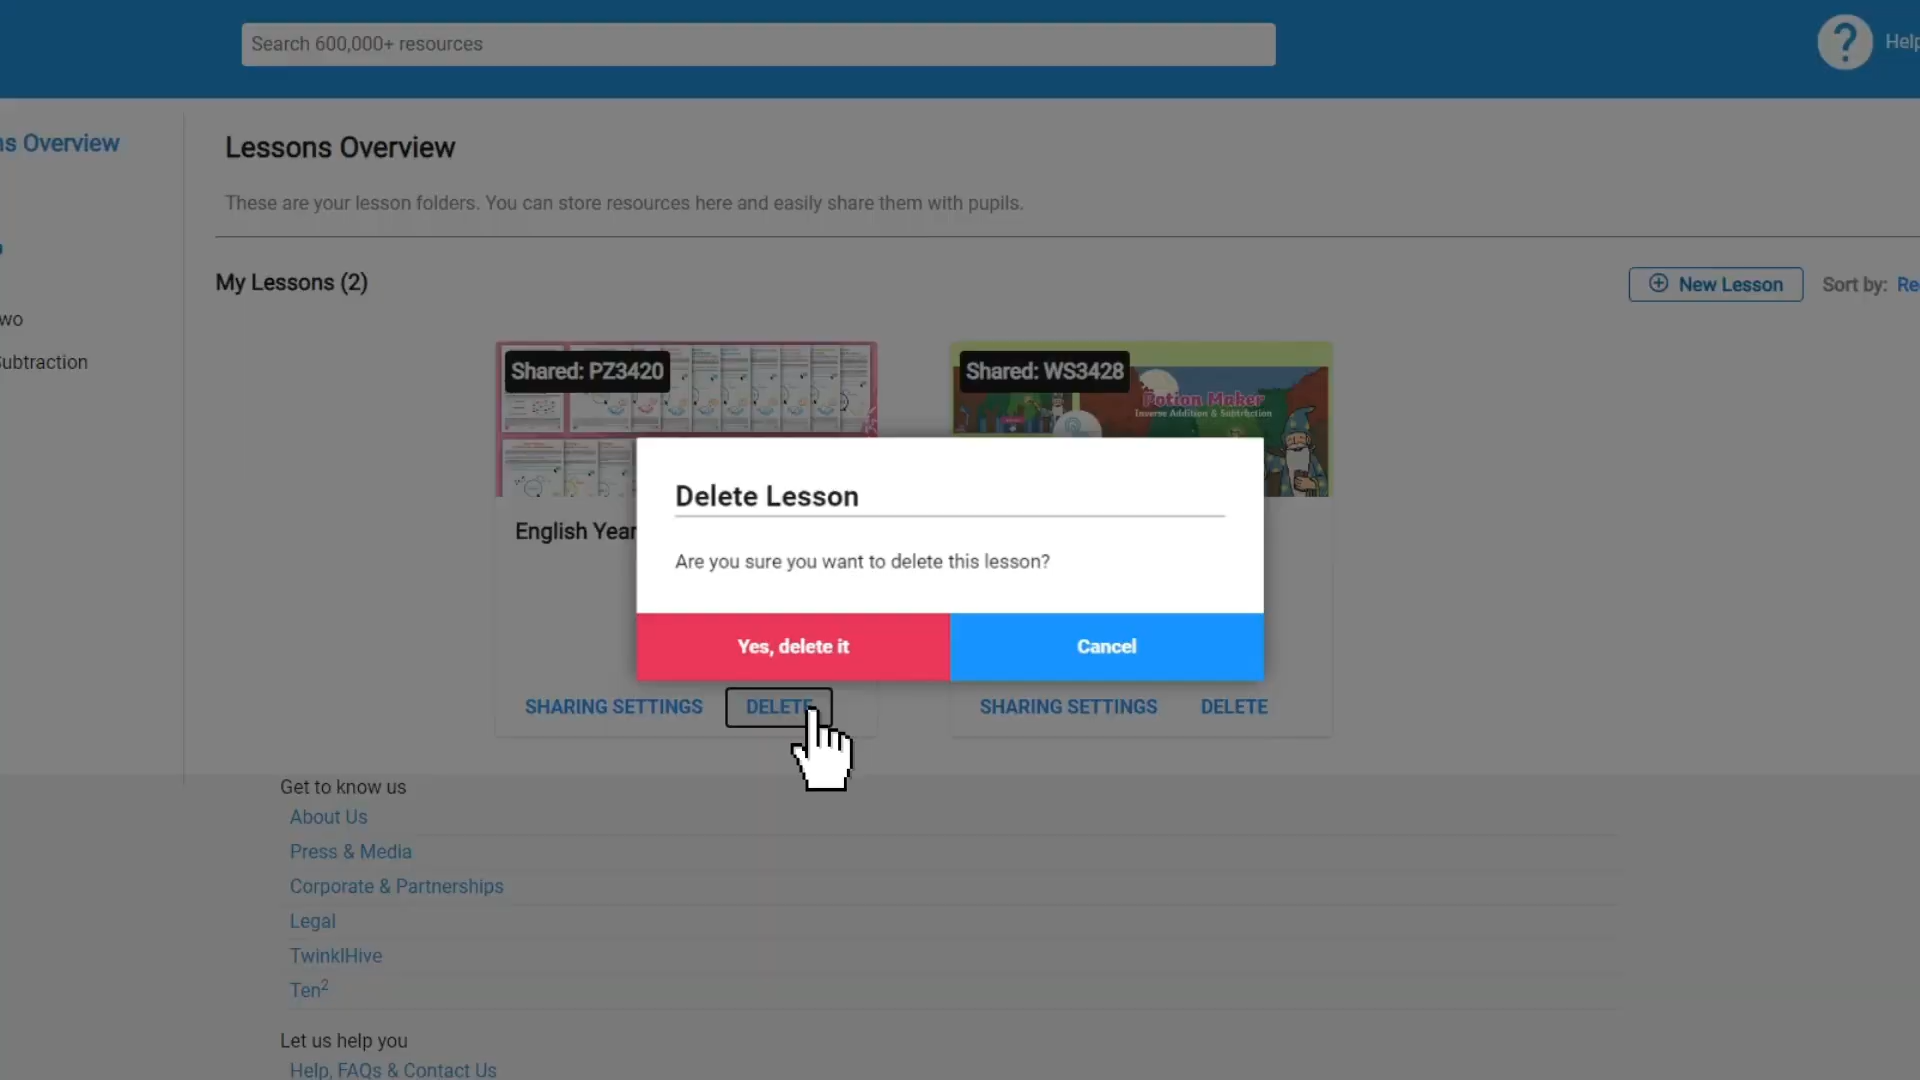 Search 600,000+ resources
?
Help
ns Overview
wo
Subtraction
Lessons Overview
These are your lesson folders. You can store resources here and easily share them with pupils.
My Lessons (2)
New Lesson
Sort by: Re
Shared: PZ3420
Shared: WS3428
Potion Maker
Inverse Addition & Subtraction
English Year
Delete Lesson
Are you sure you want to delete this lesson?
Yes, delete it
Cancel
SHARING SETTINGS
DELETE
SHARING SETTINGS
DELETE
Get to know us
About Us
Press & Media
Corporate & Partnerships
Legal
TwinklHive
Ten²
Let us help you
Help, FAQs & Contact Us